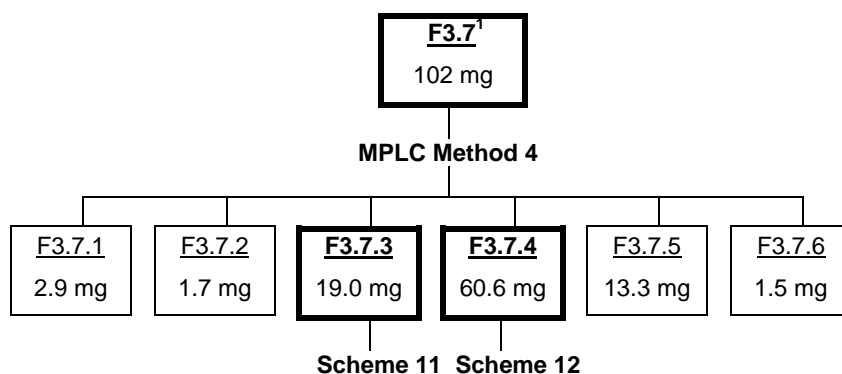 F3.7¹
102 mg
MPLC Method 4
F3.7.1 F3.7.2 F3.7.3 F3.7.4 F3.7.5 F3.7.6
2.9 mg 1.7 mg 19.0 mg 60.6 mg 13.3 mg 1.5 mg
Scheme 11 Scheme 12